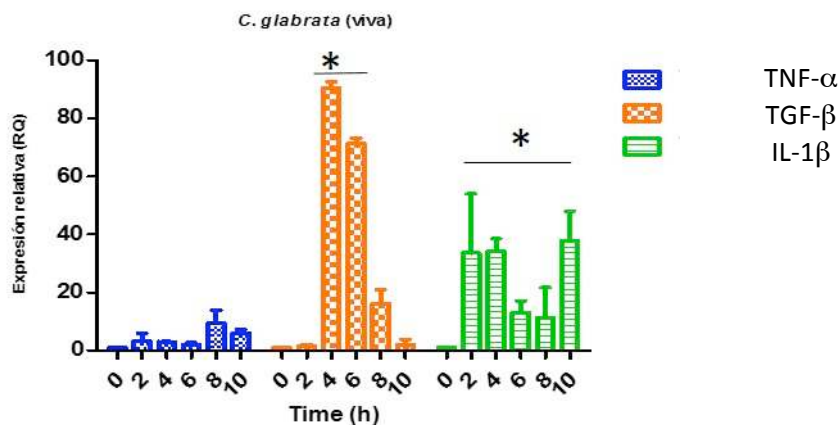 C. glabrata (viva)
Expresión relativa (RQ)
100
80
60
40
20
0
*
*
0 2 4 6 8 10 0 2 4 6 8 10 0 2 4 6 8 10
Time (h)
TNF-α
TGF-β
IL-1β